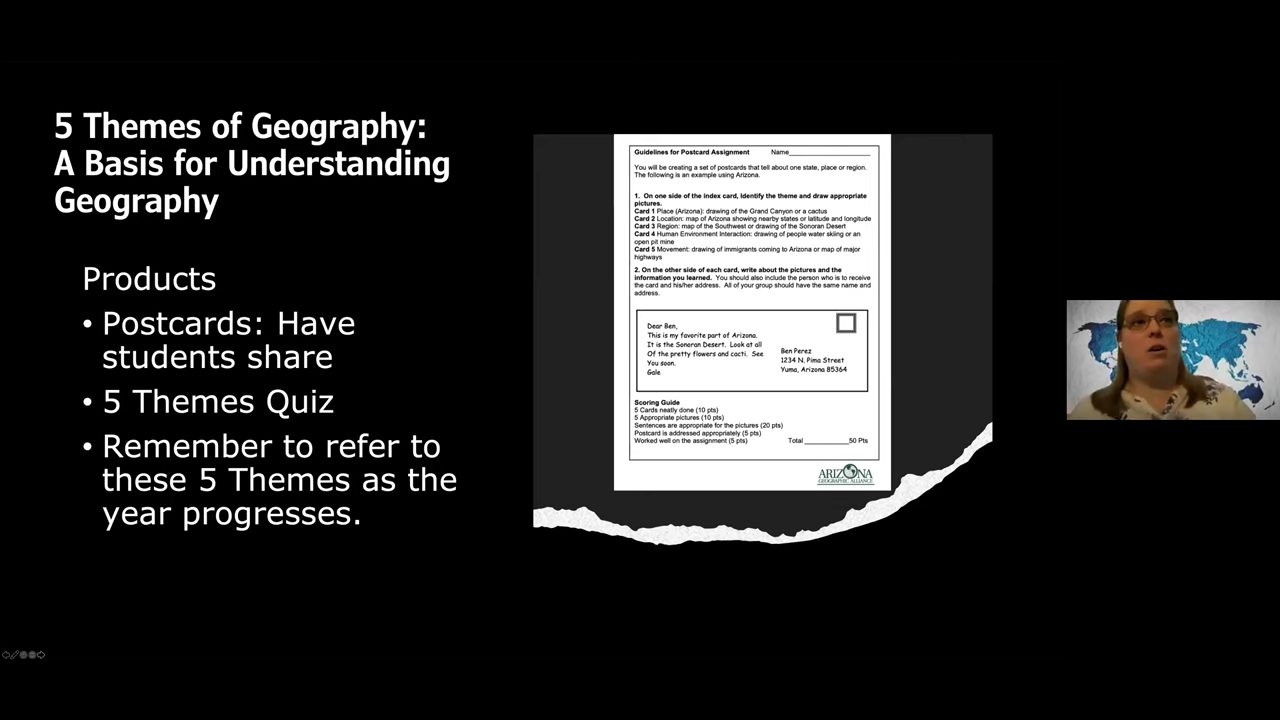 5 Themes of Geography:
A Basis for Understanding
Geography
Products
• Postcards: Have
students share
• 5 Themes Quiz
• Remember to refer to
these 5 Themes as the
year progresses.
Guidelines for Postcard Assignment Name____________
You will be creating a set of postcards that tell about one state, place or region.
The following is an example using Arizona.
1. On one side of the index card, Identify the theme and draw appropriate
pictures.
Card 1 Place (Arizona): drawing of the Grand Canyon or a cactus
Card 2 Location: map of Arizona showing nearby states or latitude and longitude
Card 3 Region: map of the Southwest or drawing of the Sonoran Desert
Card 4 Human Environment Interaction: drawing of people water skiing or an
open pit mine
Card 5 Movement: drawing of immigrants coming to Arizona or map of major
highways
2. On the other side of each card, write about the pictures and the
information you learned. You should also include the person who is to receive
the card and his/her address. All of your group should have the same name and
address.
Dear Ben,
This is my favorite part of Arizona.
It is the Sonoran Desert. Look at all
Of the pretty flowers and cacti. See
You soon.
Gale
Ben Perez
1234 N. Pima Street
Yuma, Arizona 85364
Scoring Guide
5 Cards neatly done (10 pts)
5 Appropriate pictures (10 pts)
Sentences are appropriate for the pictures (20 pts)
Postcard is addressed appropriately (5 pts)
Worked well on the assignment (5 pts) Total ____________50 Pts
ARIZONA
GEOGRAPHIC ALLIANCE